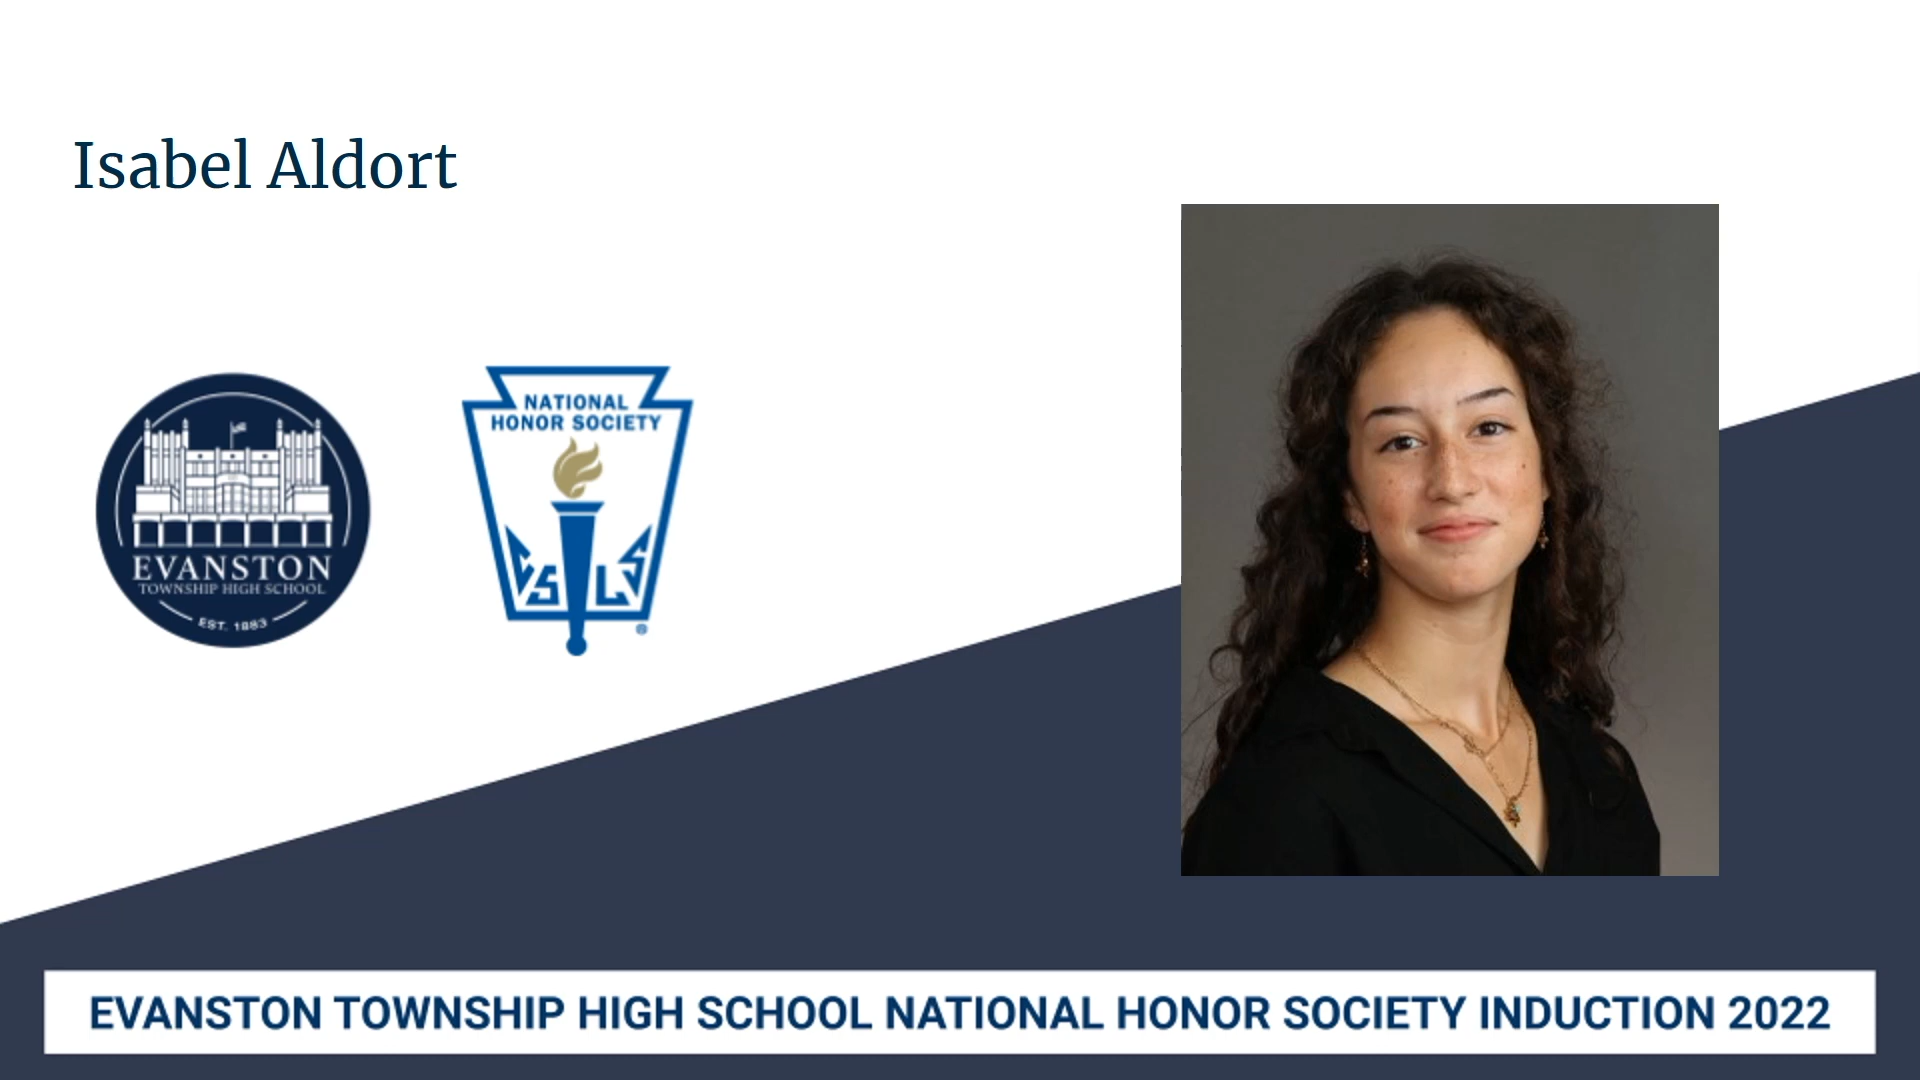 Isabel Aldort
EVANSTON
TOWNSHIP HIGH SCHOOL
EST. 1883
NATIONAL
HONOR SOCIETY
C S L S
®
EVANSTON TOWNSHIP HIGH SCHOOL NATIONAL HONOR SOCIETY INDUCTION 2022